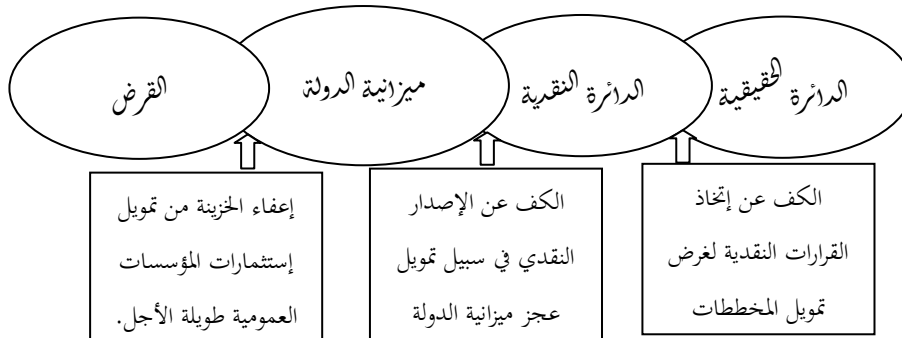 الدائرة الحقيقية
الدائرة النقدية
ميزانية الدولة
القرض
الكف عن إتخاذ
القرارات النقدية لغرض
تمويل المخططات
الكف عن الإصدار
النقدي في سبيل تمويل
عجز ميزانية الدولة
إعفاء الخزينة من تمويل
إستثمارات المؤسسات
العمومية طويلة الأجل.